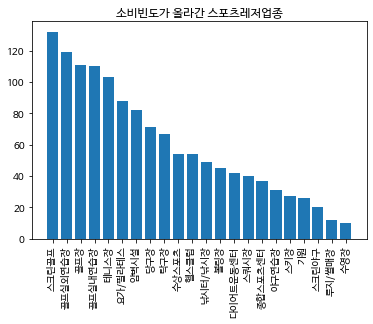 소비빈도가 올라간 스포츠레저업종
120
100
80
60
40
20
0
스크린골프
골프실외연습장
골프장
골프실내연습장
테니스장
요가/필라테스
암벽시설
당구장
탁구장
수상스포츠
헬스클럽
낚시터/낚시장
볼링장
다이어트운동센터
스쿼시장
종합스포츠센터
야구연습장
스키장
기원
스크린야구
루지/썰매장
수영장